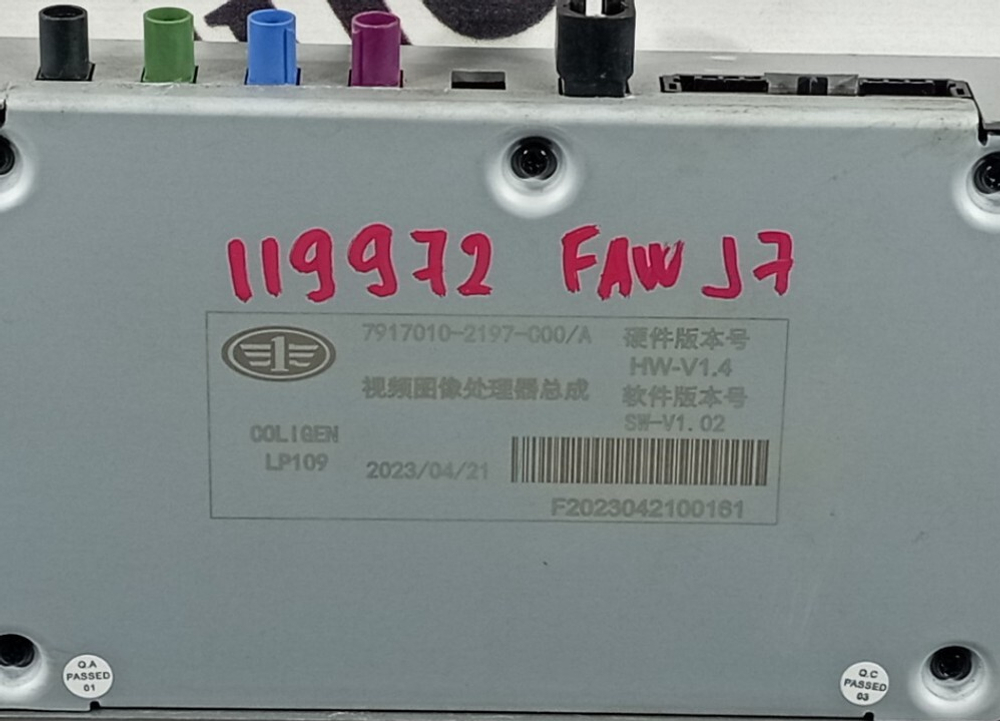 119972 FAW J7
7917010-2197-C00/A
硬件版本号
HW-V1.4
视频图像处理器总成
软件版本号
SW-V1.02
COLIGEN
LP109
2023/04/21
F2023042100161
Q.A
PASSED
01
Q.C
PASSED
03